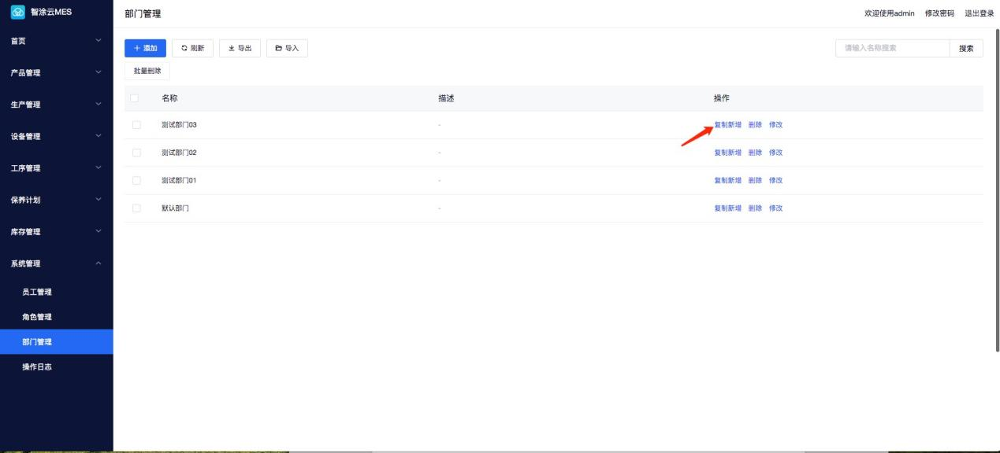 智涂云MES
部门管理
欢迎使用admin 修改密码 退出登录
首页
产品管理
生产管理
设备管理
工序管理
保养计划
库存管理
系统管理
员工管理
角色管理
部门管理
操作日志
+ 添加 刷新 导出 导入
请输入名称搜索 搜索
批量删除
名称 描述 操作
测试部门03 - 复制新增 删除 修改
测试部门02 - 复制新增 删除 修改
测试部门01 - 复制新增 删除 修改
默认部门 - 复制新增 删除 修改